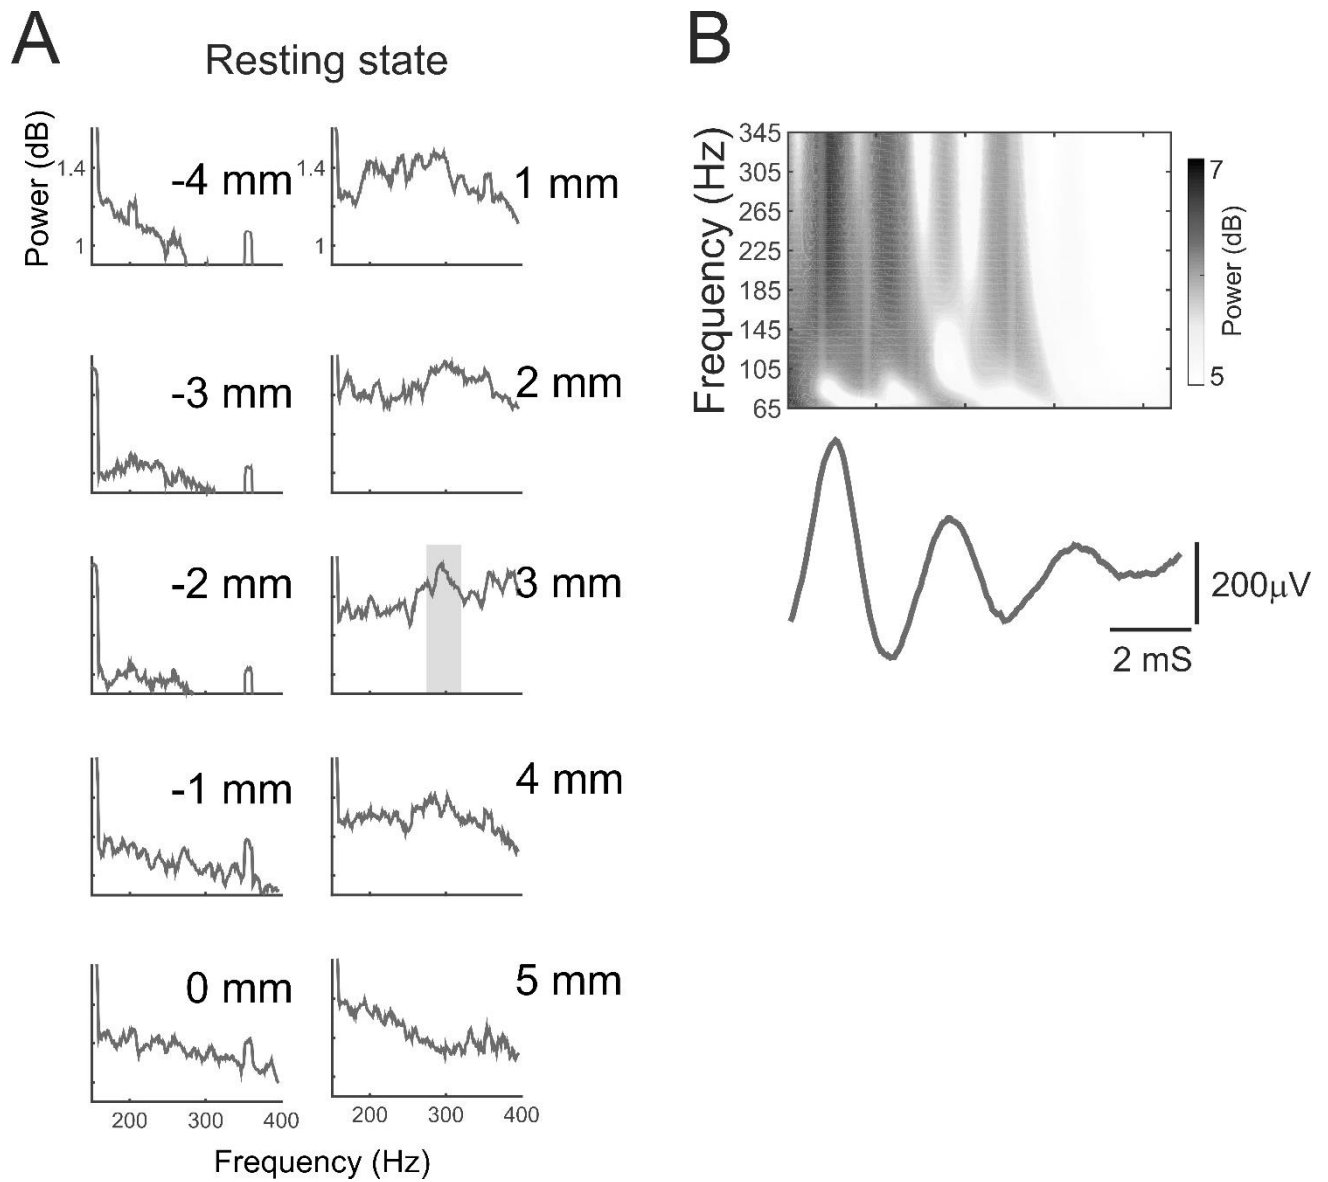 A
Resting state
Power (dB)
1.4
1
-4 mm
1.4
1
1 mm
-3 mm
2 mm
-2 mm
3 mm
-1 mm
4 mm
0 mm
5 mm
200 300 400
200 300 400
Frequency (Hz)
B
Frequency (Hz)
345
305
265
225
185
145
105
65
7
5
Power (dB)
200μV
2 mS